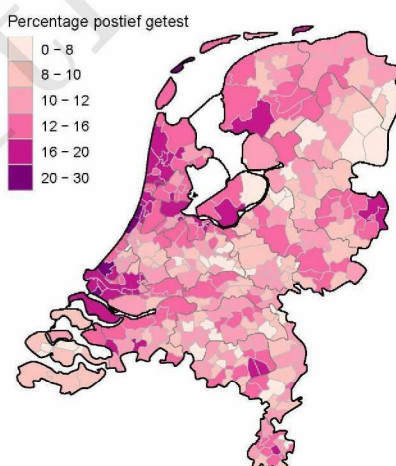 Percentage postief getest
0 – 8
8 – 10
10 – 12
12 – 16
16 – 20
20 – 30